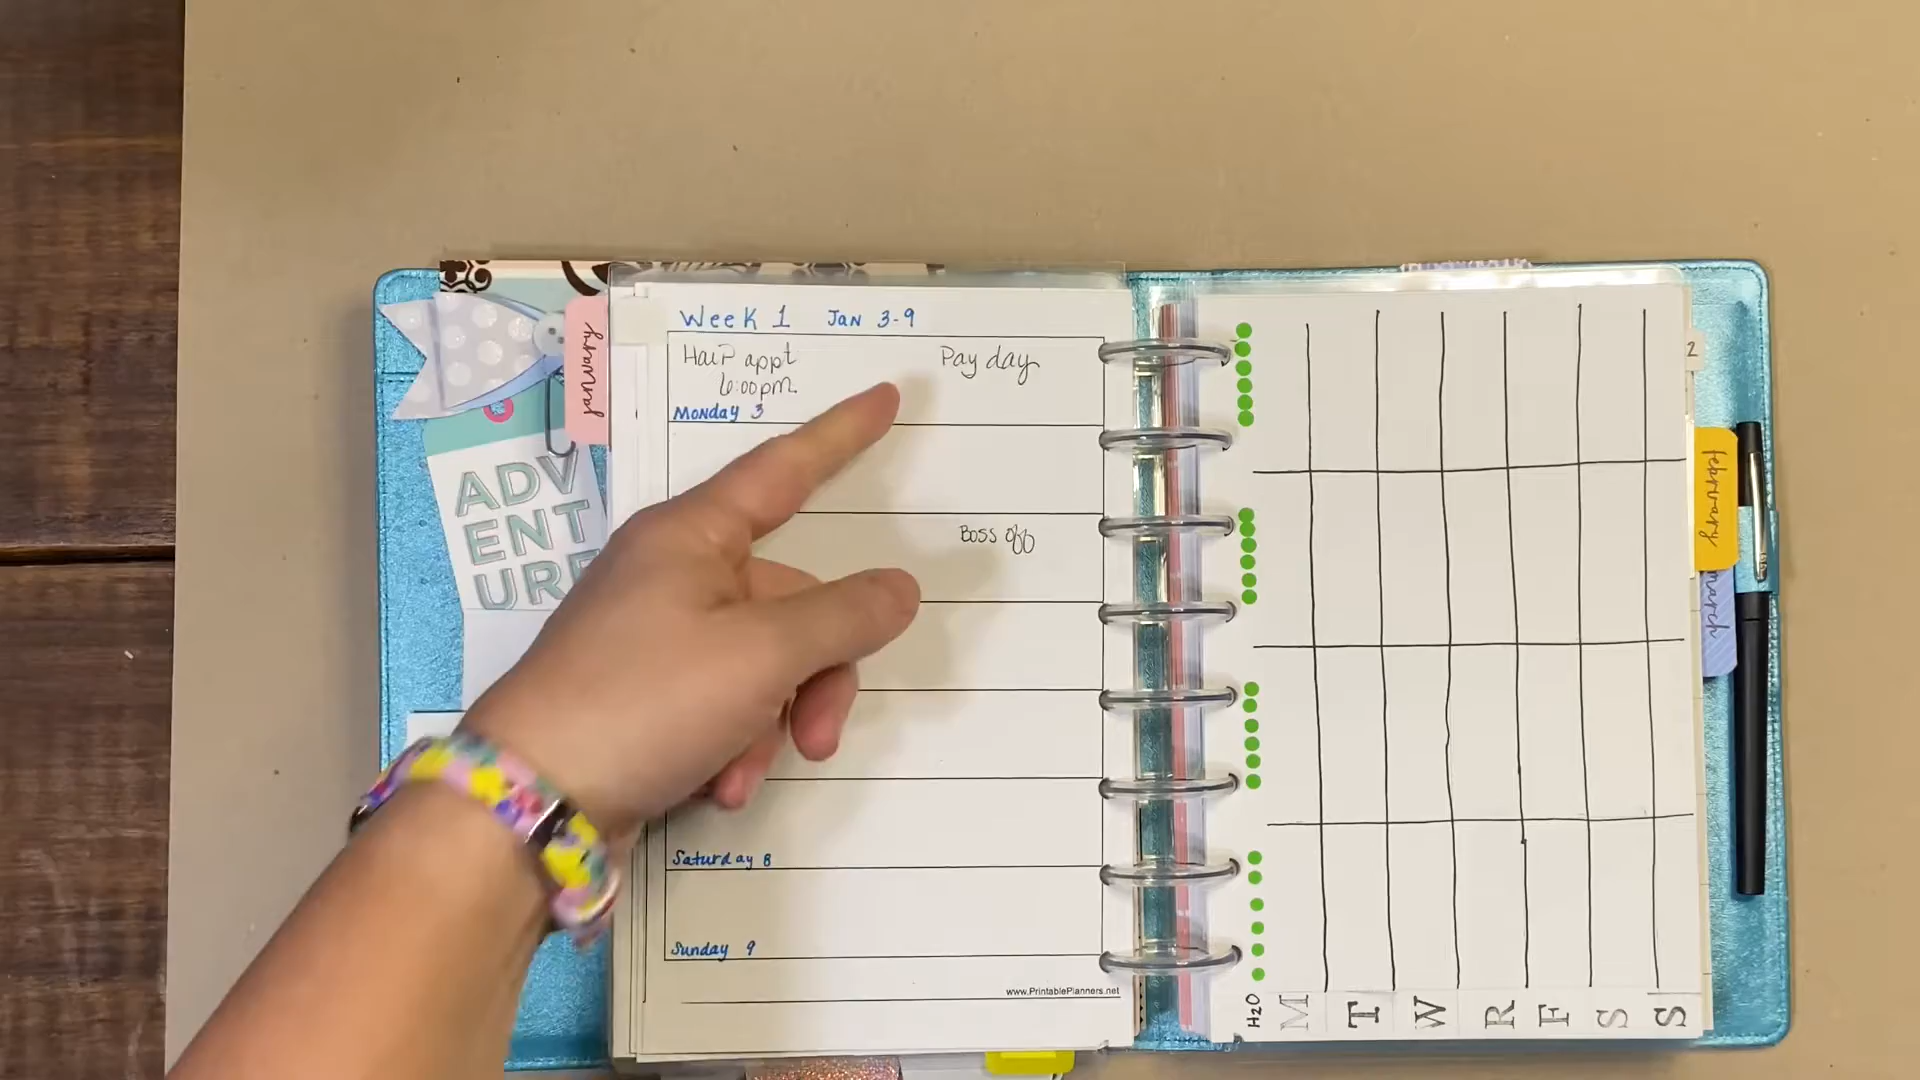 Week 1 Jan 3-9
Hair appt
6:00pm
Pay day
Monday 3
Boss off
Saturday 8
Sunday 9
www.PrintablePlanners.net
january
ADV
ENT
URE
2
february
march
H2O
M T W R F S S